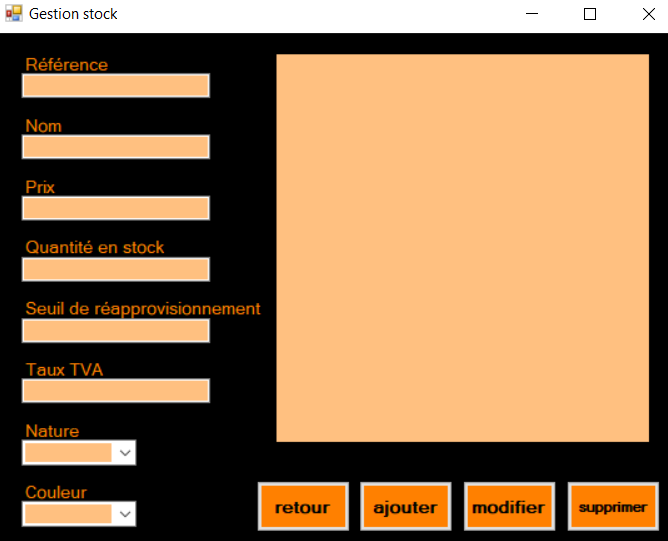 Gestion stock
Référence
Nom
Prix
Quantité en stock
Seuil de réapprovisionnement
Taux TVA
Nature
Couleur
retour
ajouter
modifier
supprimer